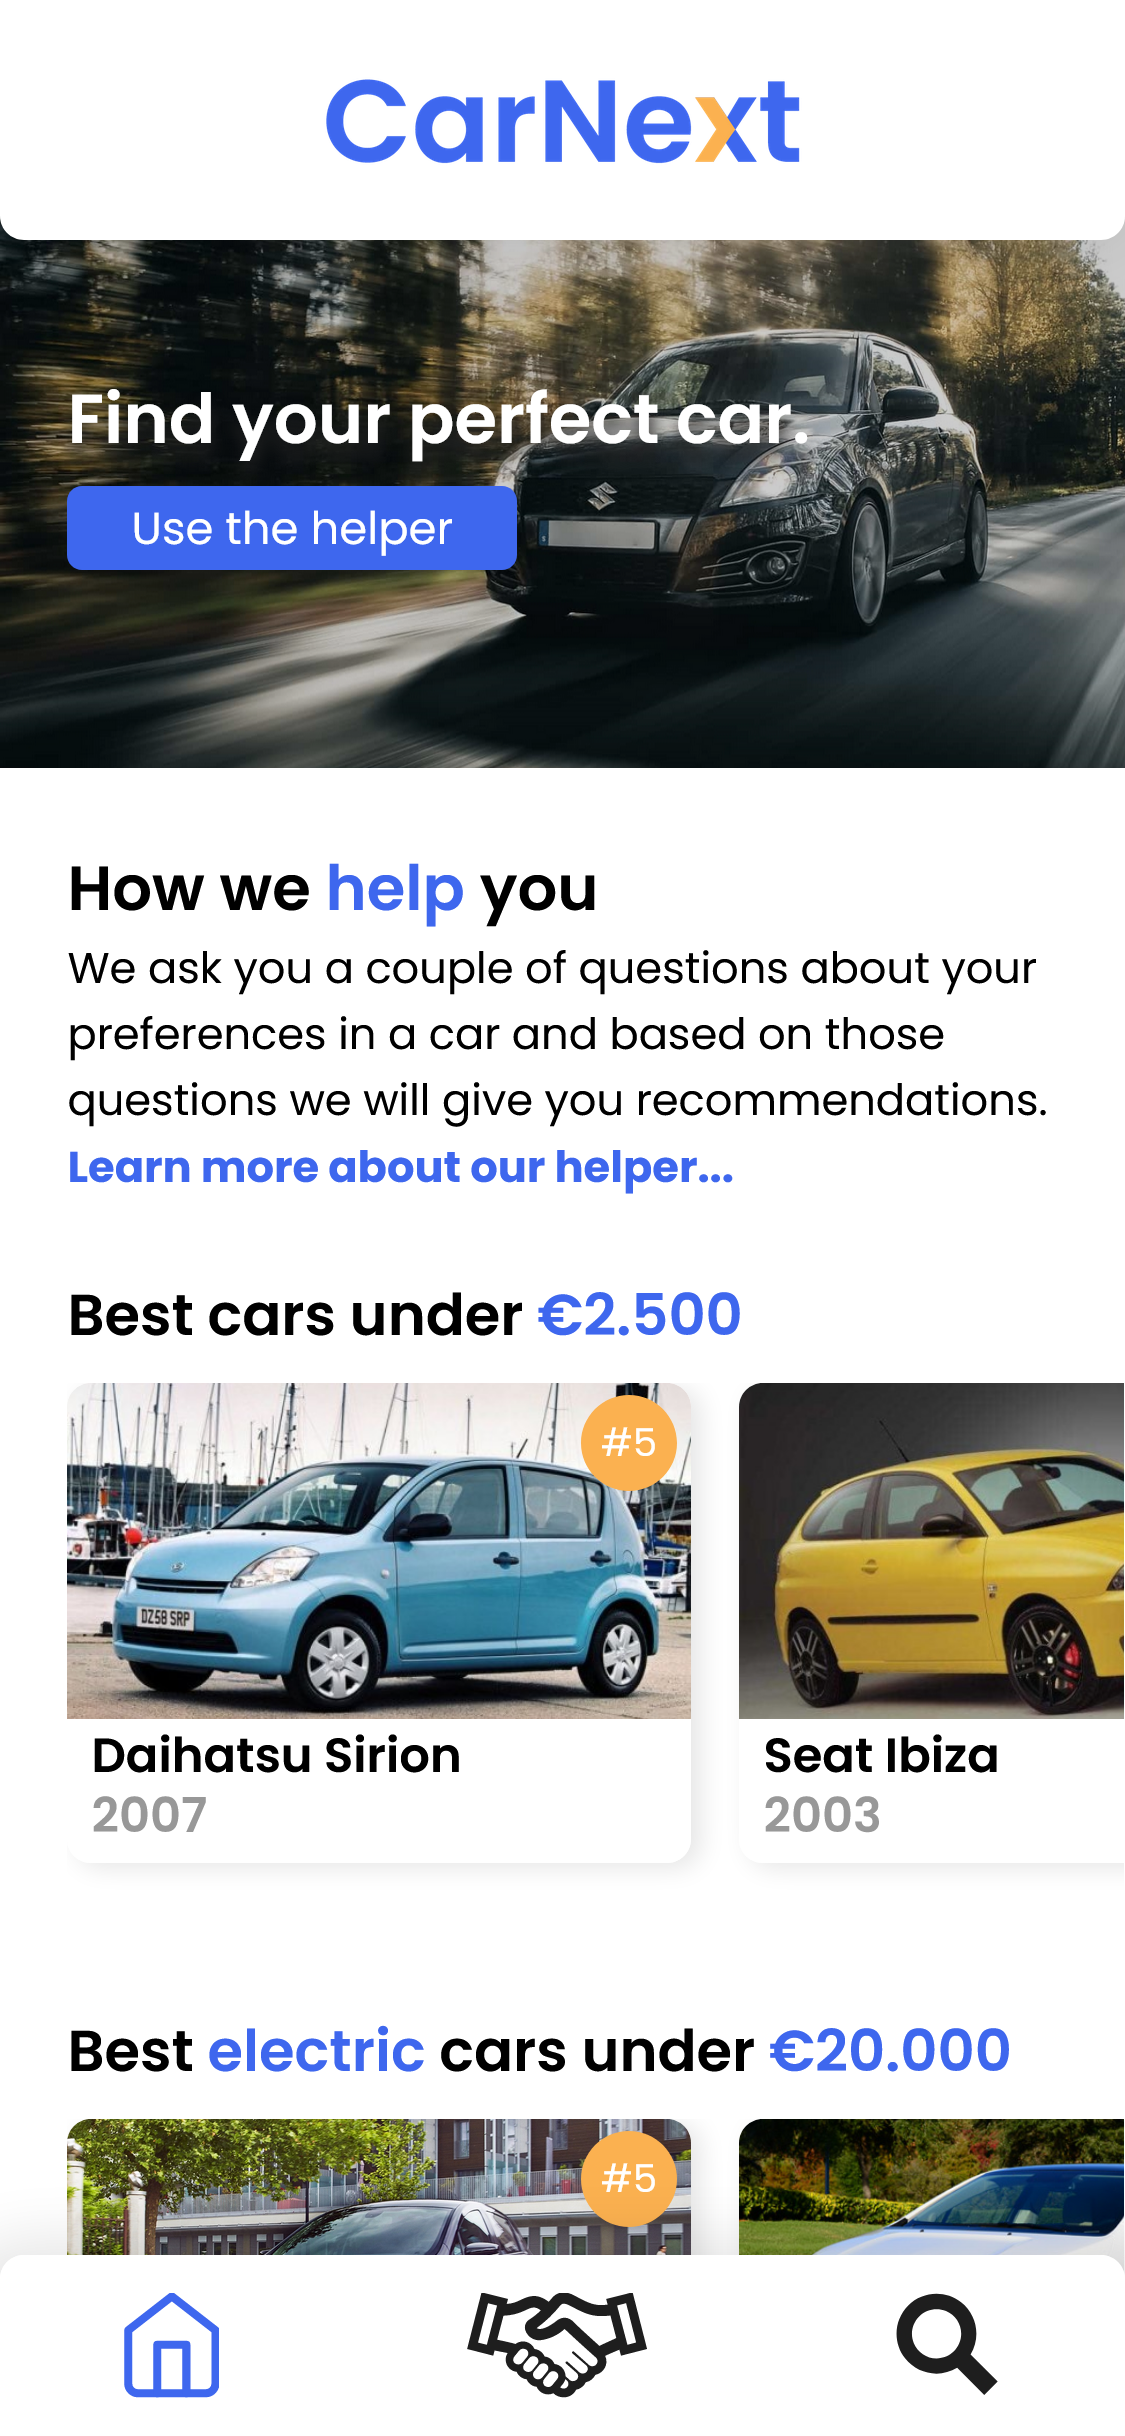 CarNext
Find your perfect car.
Use the helper
How we help you
We ask you a couple of questions about your
preferences in a car and based on those
questions we will give you recommendations.
Learn more about our helper...
Best cars under €2.500
#5
DZ58 SRP
Daihatsu Sirion
2007
Seat Ibiza
2003
Best electric cars under €20.000
#5